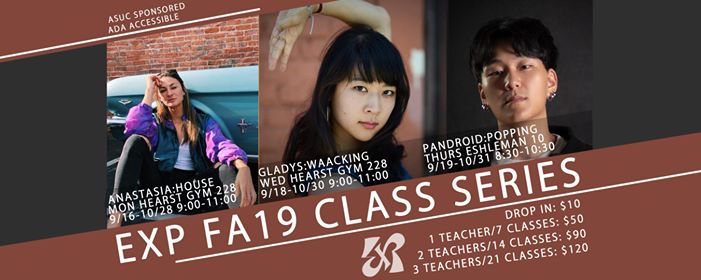 ASUC SPONSORED
ADA ACCESSIBLE
ANASTASIA:HOUSE
MON HEARST GYM 228
9/16-10/28 9:00-11:00
GLADYS:WAACKING
WED HEARST GYM 228
9/18-10/30 9:00-11:00
PANDROID:POPPING
THURS ESHLEMAN 10
9/19-10/31 8:30-10:30
EXP FA19 CLASS SERIES
DROP IN: $10
1 TEACHER/7 CLASSES: $50
2 TEACHERS/14 CLASSES: $90
3 TEACHERS/21 CLASSES: $120